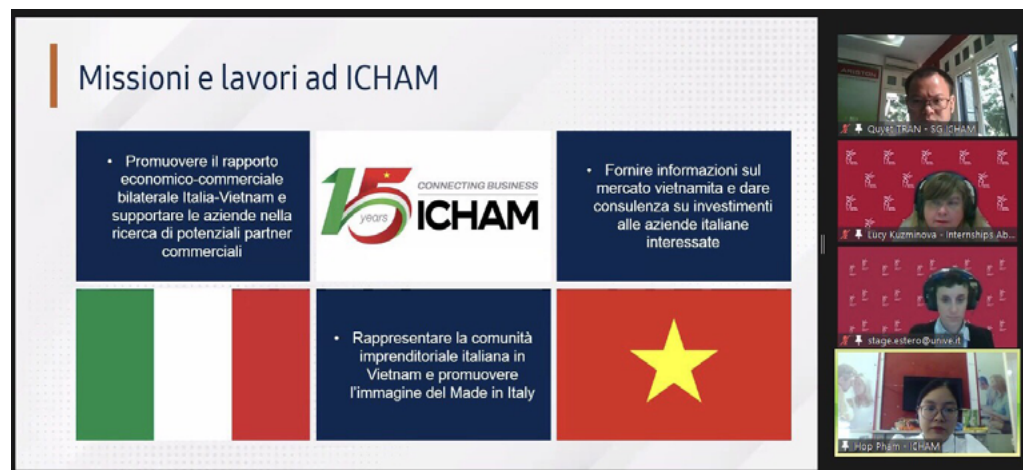 Missioni e lavori ad ICHAM
• Promuovere il rapporto
economico-commerciale
bilaterale Italia-Vietnam e
supportare le aziende nella
ricerca di potenziali partner
commerciali
15
years
CONNECTING BUSINESS
ICHAM
• Fornire informazioni sul
mercato vietnamita e dare
consulenza su investimenti
alle aziende italiane
interessate
• Rappresentare la comunità
imprenditoriale italiana in
Vietnam e promuovere
l'immagine del Made in Italy
ARISTON
Quyet TRAN - SG ICHAM
Lucy Kuzminova - Internships Ab...
stage.estero@unive.it
Hop Pham - ICHAM